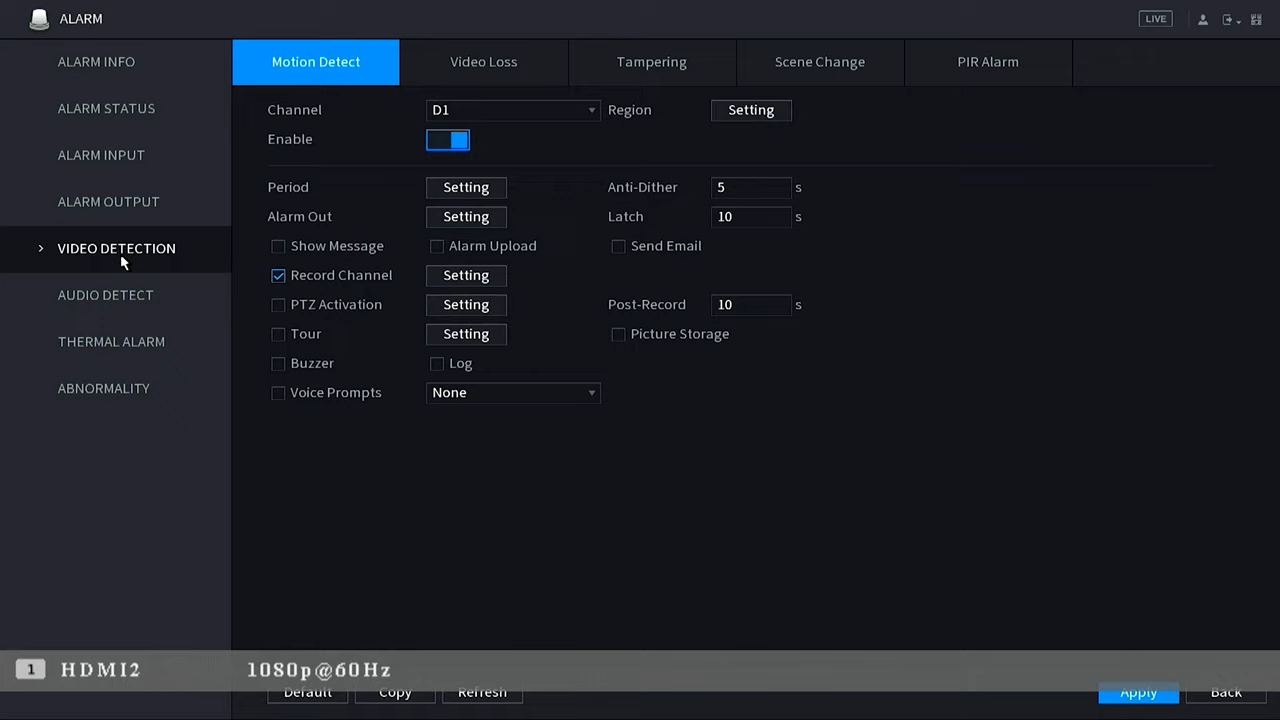 ALARM
LIVE
ALARM INFO
ALARM STATUS
ALARM INPUT
ALARM OUTPUT
VIDEO DETECTION
AUDIO DETECT
THERMAL ALARM
ABNORMALITY
Motion Detect Video Loss Tampering Scene Change PIR Alarm
Channel D1 Region Setting
Enable
Period Setting Anti-Dither 5 s
Alarm Out Setting Latch 10 s
Show Message Alarm Upload Send Email
Record Channel Setting
PTZ Activation Setting Post-Record 10 s
Tour Setting Picture Storage
Buzzer Log
Voice Prompts None
1 HDMI2 1080p@60Hz
Default Copy Refresh Apply Back